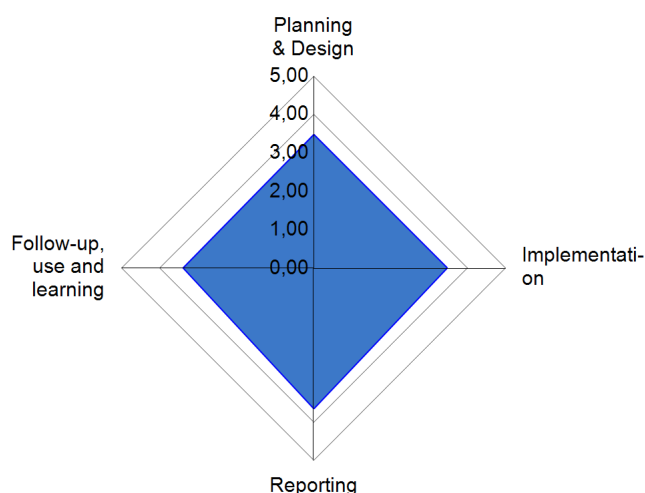 Planning
& Design
5,00
4,00
3,00
2,00
1,00
0,00
Follow-up,
use and
learning
Implementati-
on
Reporting